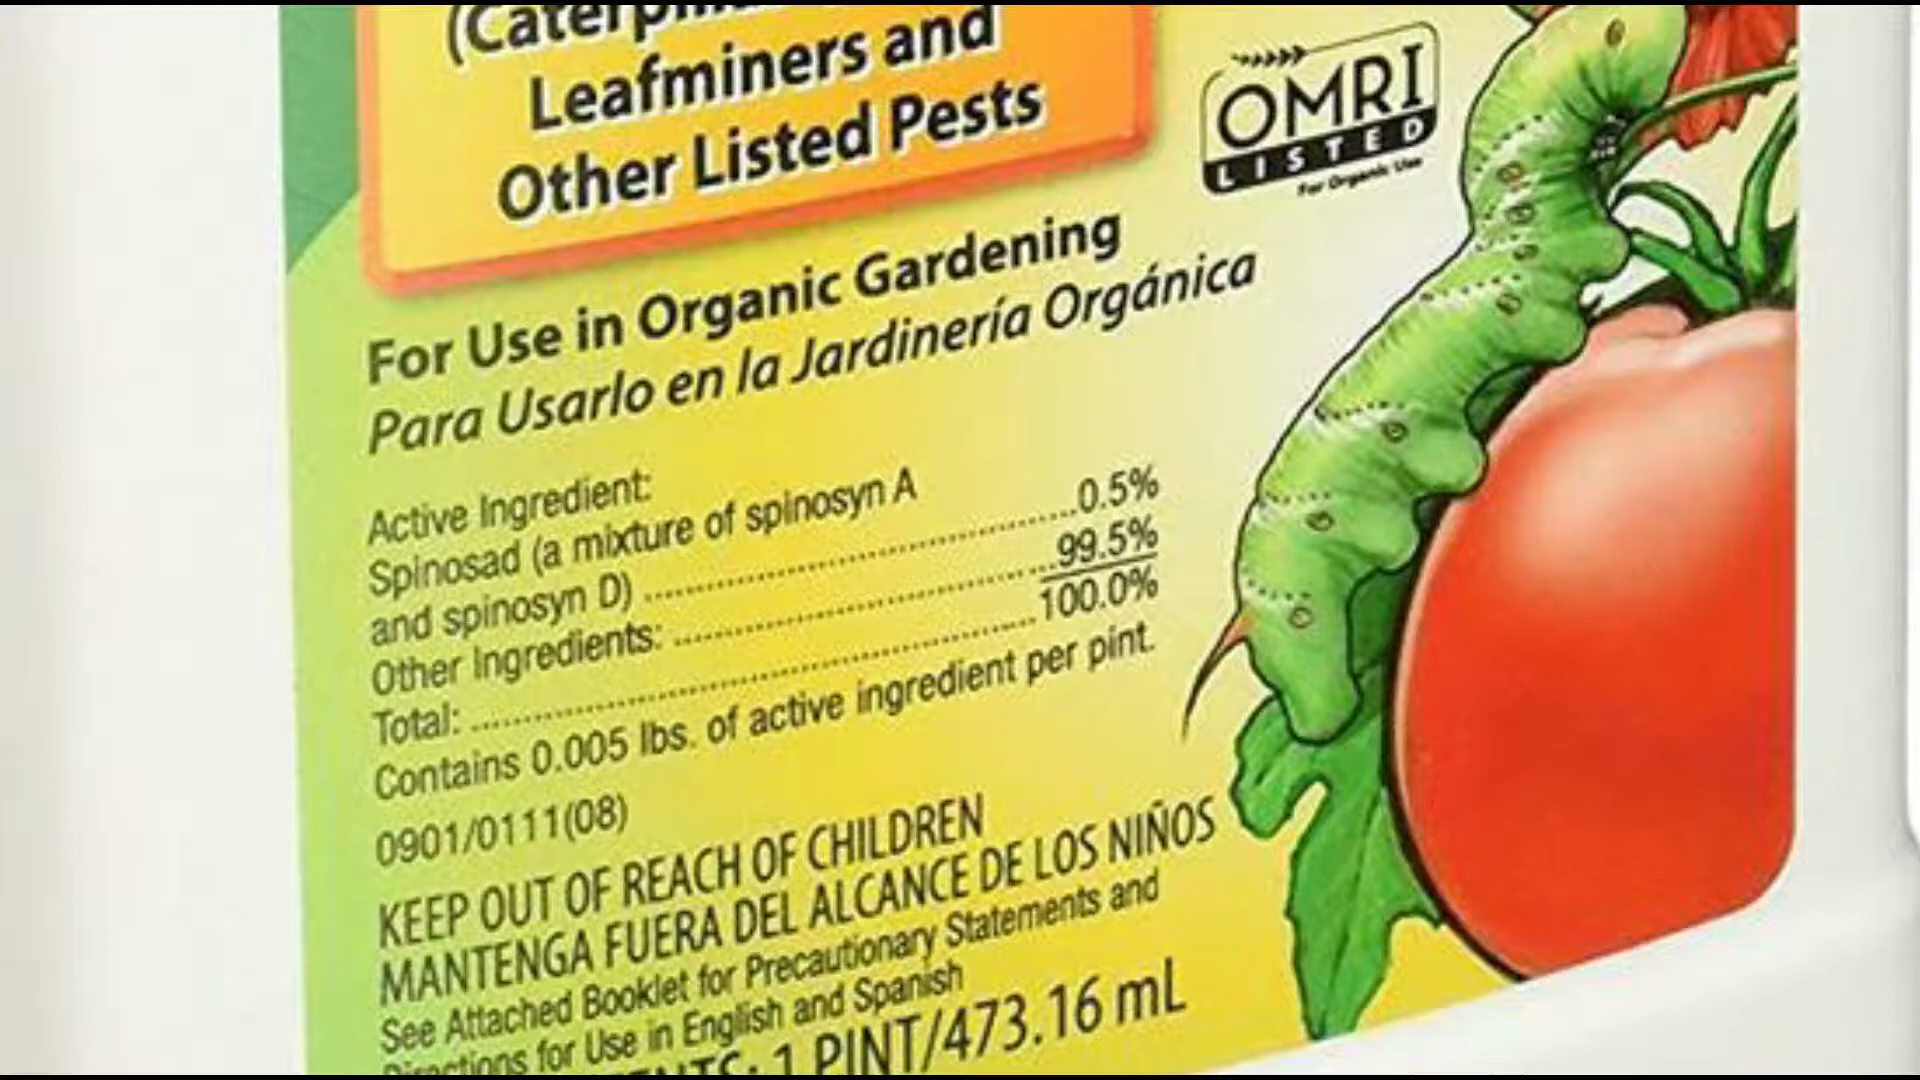 Leafminers and
Other Listed Pests
OMRI
LISTED
For Organic Use
For Use in Organic Gardening
Para Usarlo en la Jardinería Orgánica
Active Ingredient:
Spinosad (a mixture of spinosyn A
and spinosyn D) ........................................ 0.5%
Other Ingredients: ........................................ 99.5%
Total: ........................................ 100.0%
Contains 0.005 lbs. of active ingredient per pint.
0901/0111(08)
KEEP OUT OF REACH OF CHILDREN
MANTENGA FUERA DEL ALCANCE DE LOS NIÑOS
See Attached Booklet for Precautionary Statements and
Directions for Use in English and Spanish
1 PINT/473.16 mL